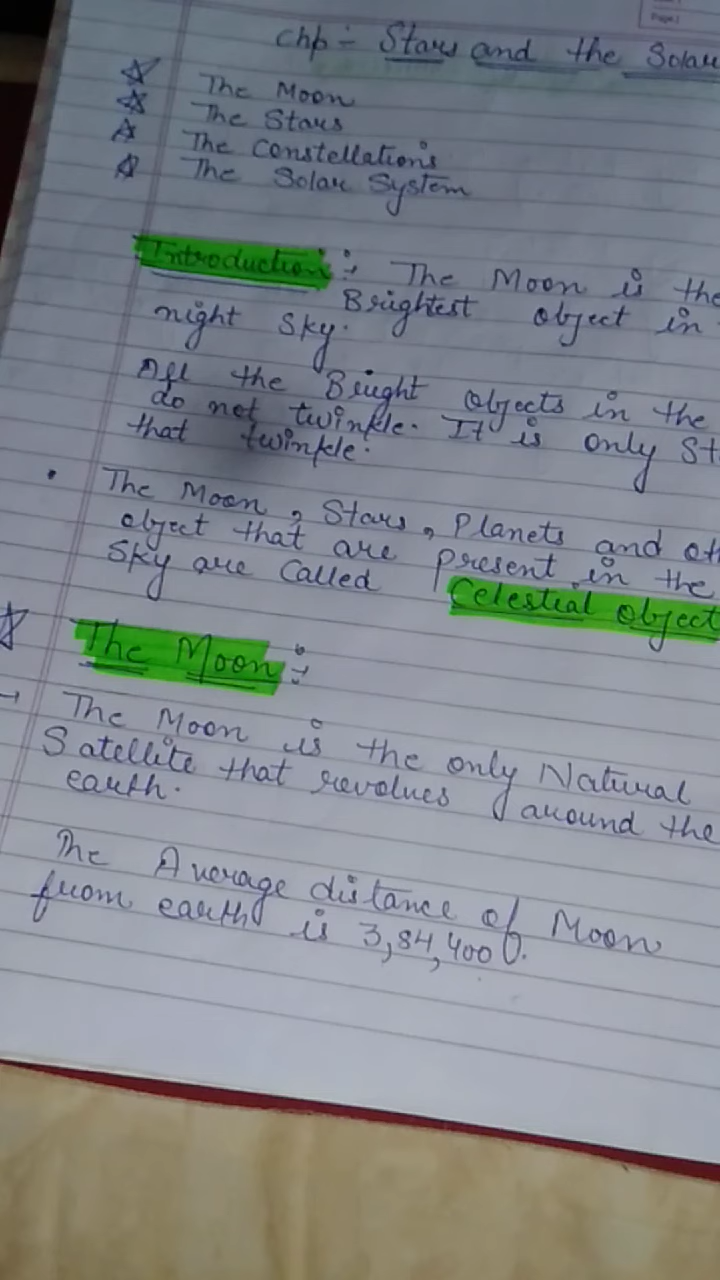 Page:
Chp :- Stars and the Solar
The Moon
The Stars
The Constellations
The Solar System
Introduction :- The Moon is the
Brightest object in
night Sky.
All the Bright objects in the
do not twinkle. It is only St
that twinkle.
The Moon, Stars, Planets and oth
object that are present in the
Sky are Called Celestial object
The Moon :-
→ The Moon is the only Natural
Satellite that revolves around the
earth.
The Average distance of Moon
from earth is 3,84,400.